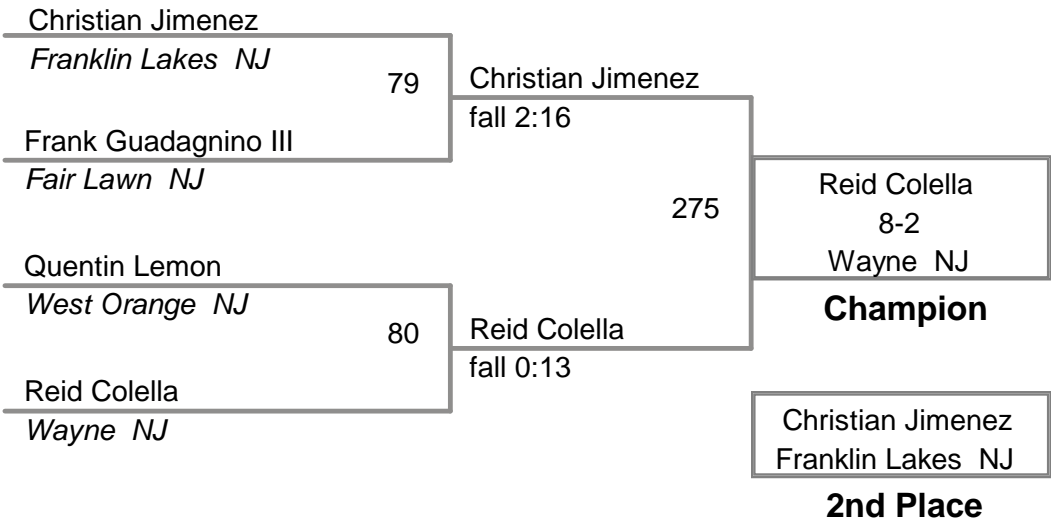 Christian Jimenez
Franklin Lakes NJ
79
Christian Jimenez
fall 2:16
Frank Guadagnino III
Fair Lawn NJ
275
Reid Colella
8-2
Wayne NJ
Champion
Quentin Lemon
West Orange NJ
80
Reid Colella
fall 0:13
Reid Colella
Wayne NJ
Christian Jimenez
Franklin Lakes NJ
2nd Place